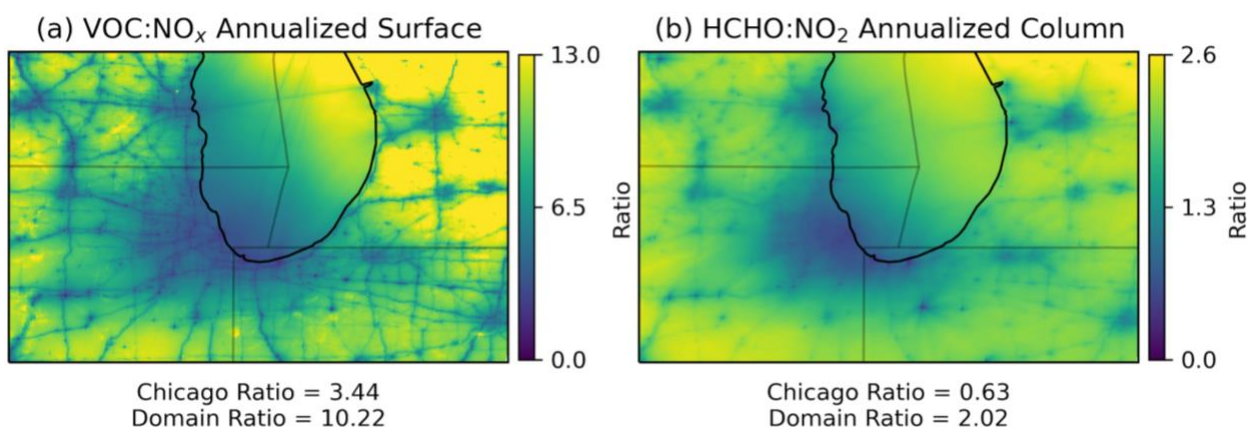 (a) VOC:NOₓ Annualized Surface
13.0
6.5
0.0
Ratio
Chicago Ratio = 3.44
Domain Ratio = 10.22
(b) HCHO:NO₂ Annualized Column
2.6
1.3
0.0
Ratio
Chicago Ratio = 0.63
Domain Ratio = 2.02